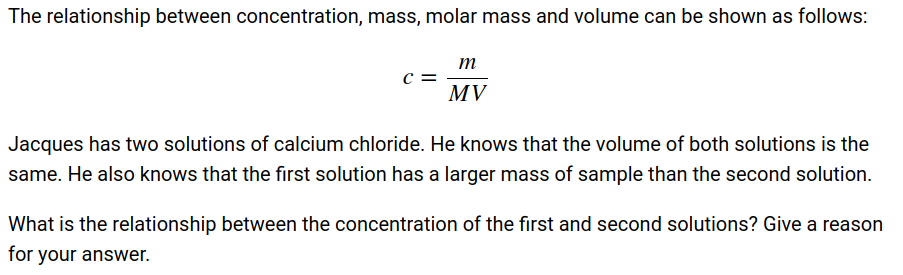 The relationship between concentration, mass, molar mass and volume can be shown as follows:
c = m / MV
Jacques has two solutions of calcium chloride. He knows that the volume of both solutions is the
same. He also knows that the first solution has a larger mass of sample than the second solution.
What is the relationship between the concentration of the first and second solutions? Give a reason
for your answer.